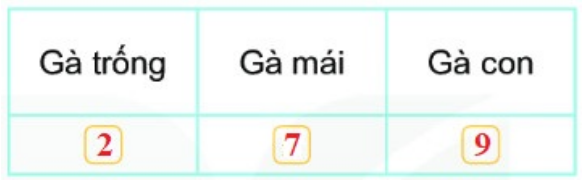 Gà trống Gà mái Gà con
2 7 9